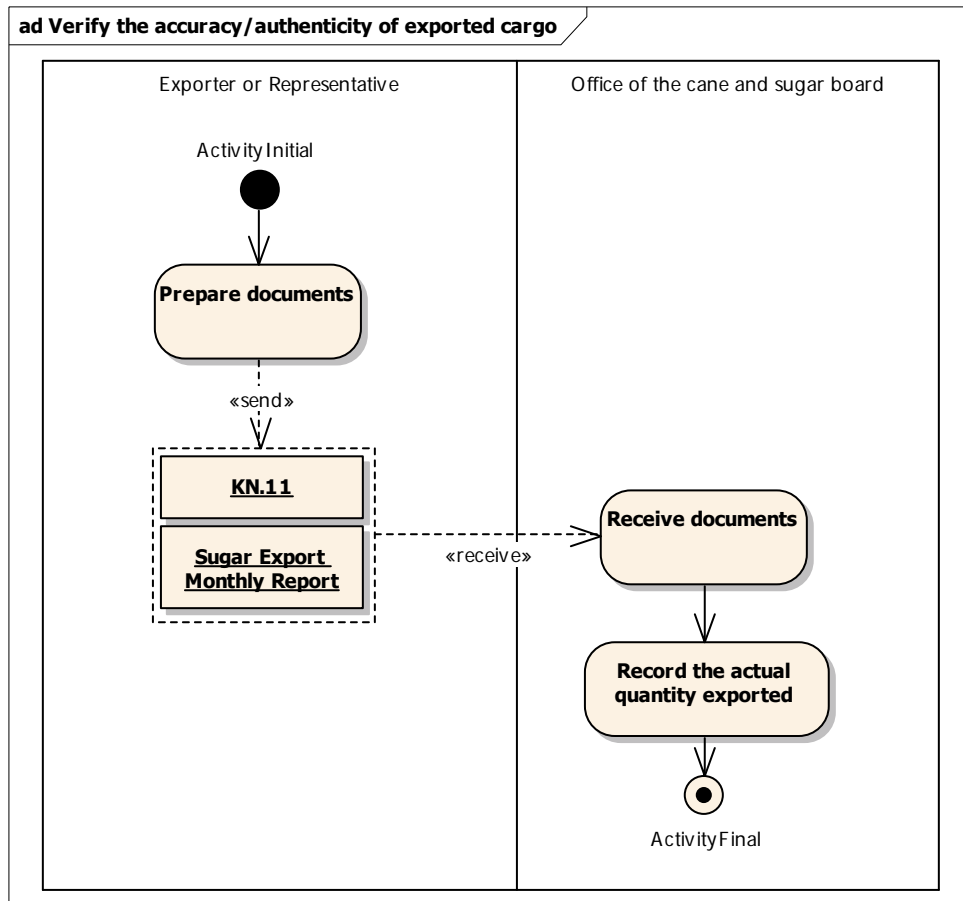 ad Verify the accuracy/authenticity of exported cargo
Exporter or Representative
Office of the cane and sugar board
ActivityInitial
Prepare documents
«send»
KN.11
Sugar Export
Monthly Report
«receive»
Receive documents
Record the actual
quantity exported
ActivityFinal